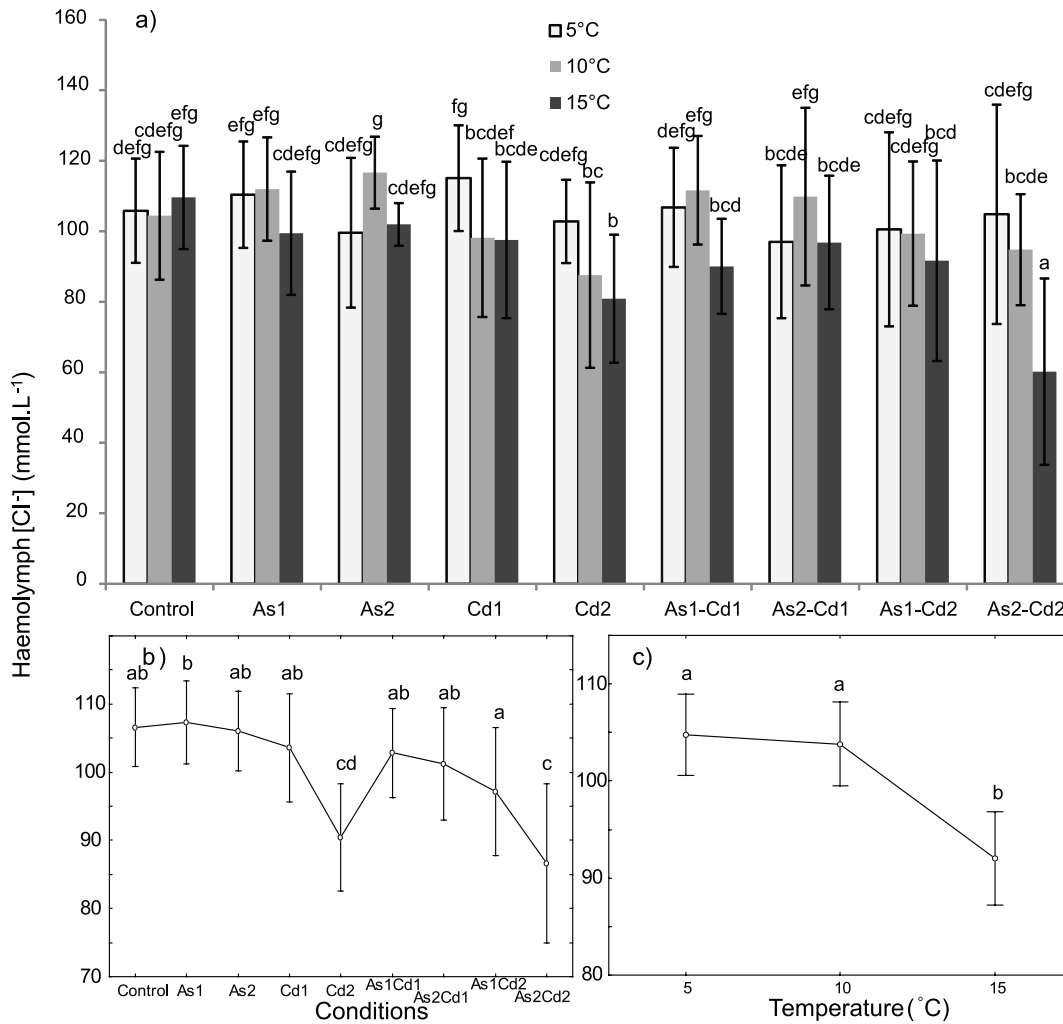 a)
160
140
120
100
80
60
40
20
0
5°C
10°C
15°C
defg cdefg efg
efg efg cdefg
cdefg g cdefg
fg bcdef bcde
cdefg bc b
defg efg bcd
bcde efg bcde
cdefg cdefg bcd
cdefg bcde a
Haemolymph [Cl-] (mmol.L-1)
Control As1 As2 Cd1 Cd2 As1-Cd1 As2-Cd1 As1-Cd2 As2-Cd2
b)
110
100
90
80
70
ab b ab ab cd ab ab a c
Control As1 As2 Cd1 Cd2 As1Cd1 As2Cd1 As1Cd2 As2Cd2
Conditions
c)
110
100
90
80
a a b
5 10 15
Temperature (°C)